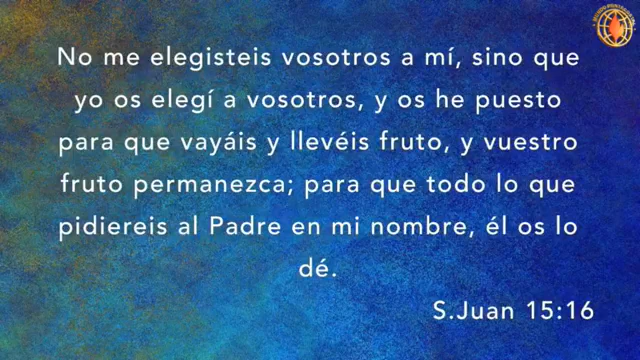 No me elegisteis vosotros a mí, sino que
yo os elegí a vosotros, y os he puesto
para que vayáis y llevéis fruto, y vuestro
fruto permanezca; para que todo lo que
pidiereis al Padre en mi nombre, él os lo
dé.
S.Juan 15:16